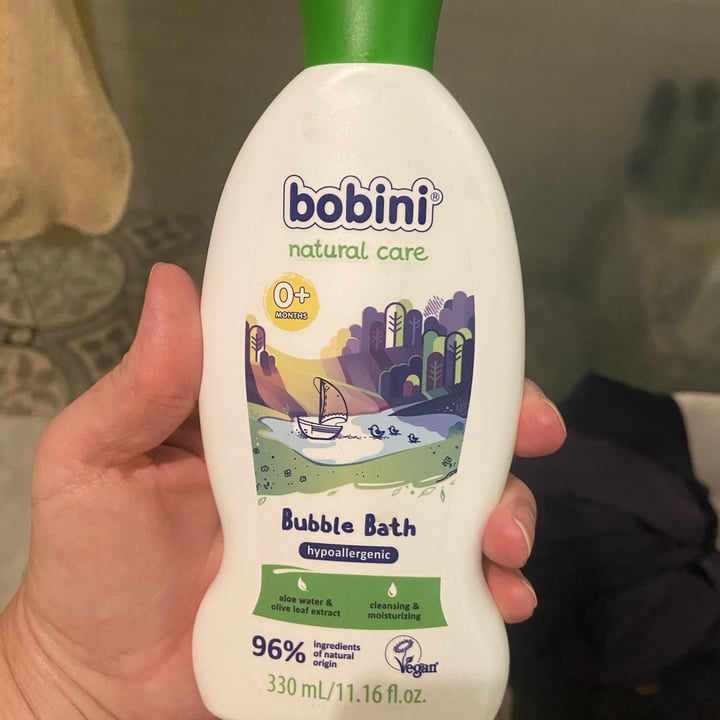 bobini®
natural care
0+
MONTHS
Bubble Bath
hypoallergenic
aloe water &
olive leaf extract
cleansing &
moisturizing
96%
ingredients
of natural
origin
Vegan
330 mL/11.16 fl.oz.